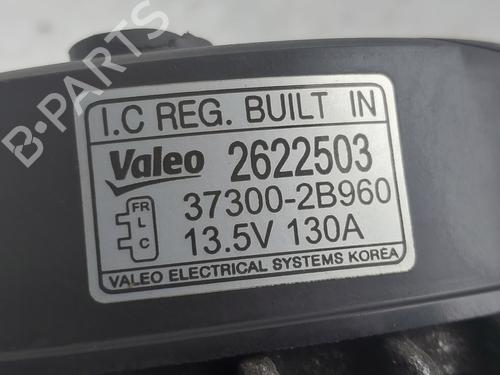 I.C REG. BUILT IN
Valeo 2622503
37300-2B960
FR
L
C
13.5V 130A
VALEO ELECTRICAL SYSTEMS KOREA
B-PARTS